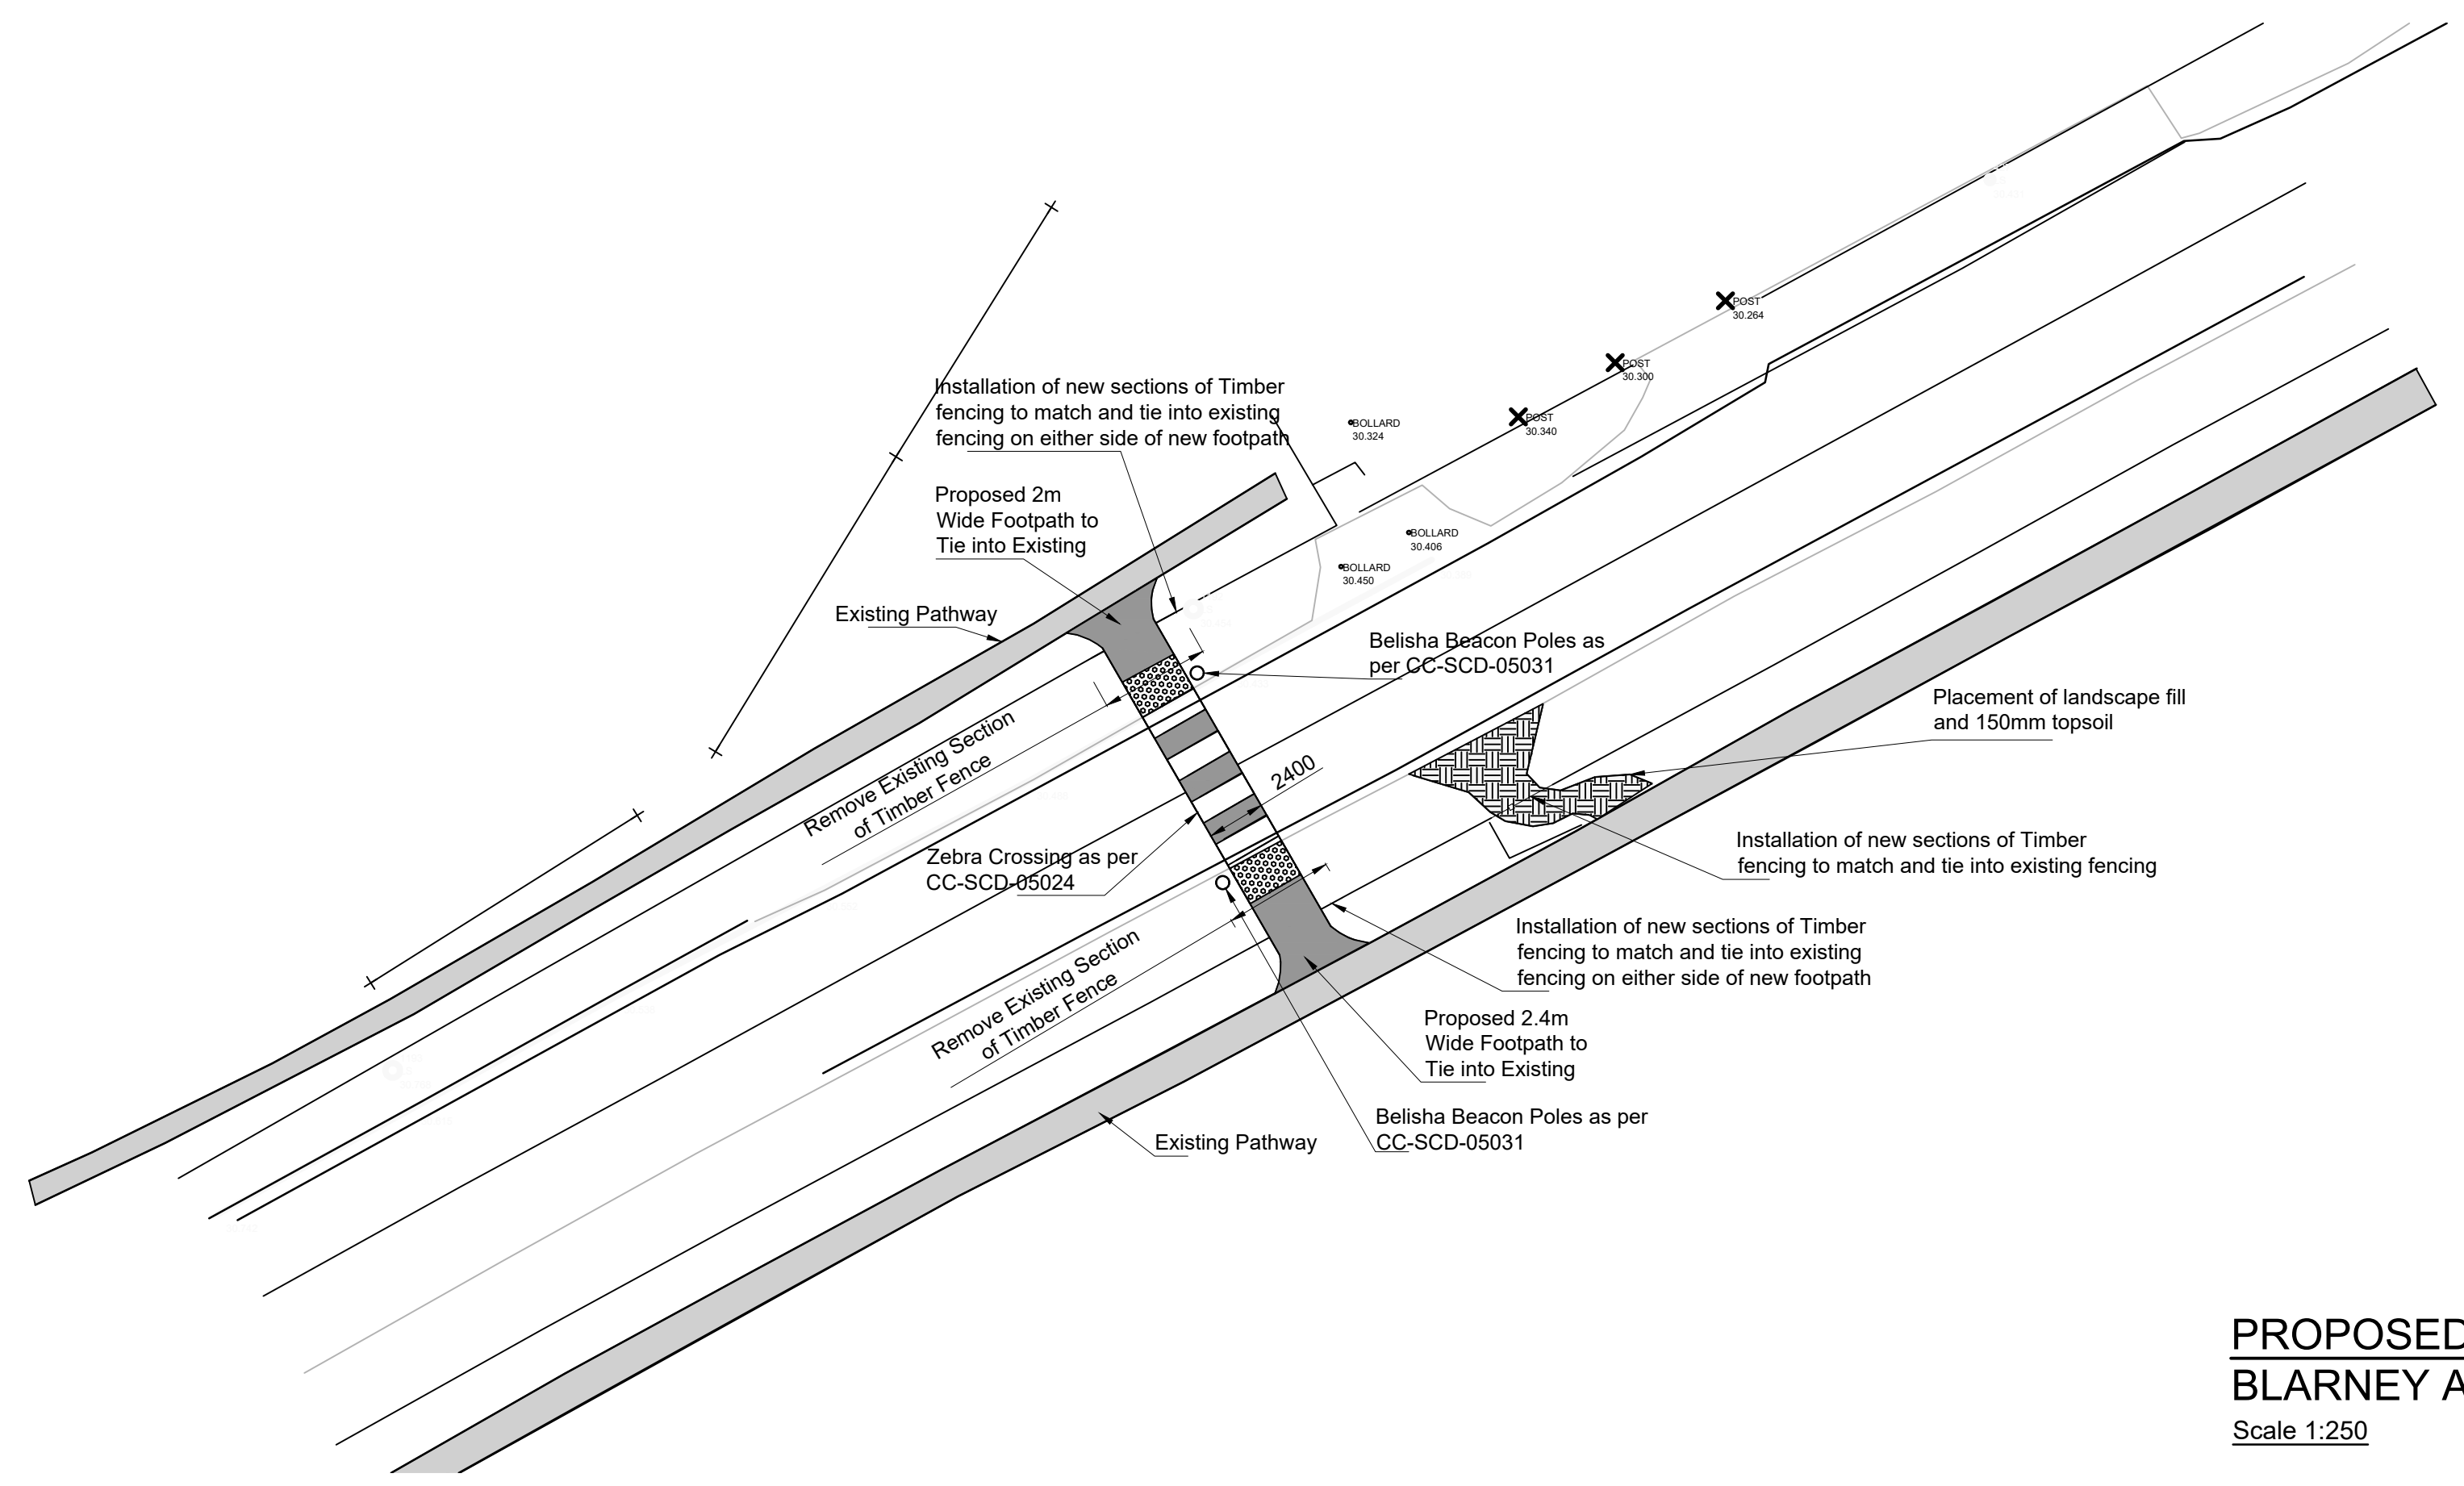 POST
30.264
POST
30.300
POST
30.340
Installation of new sections of Timber
fencing to match and tie into existing
fencing on either side of new footpath
BOLLARD
30.324
Proposed 2m
Wide Footpath to
Tie into Existing
BOLLARD
30.406
BOLLARD
30.450
Existing Pathway
Belisha Beacon Poles as
per CC-SCD-05031
Placement of landscape fill
and 150mm topsoil
Remove Existing Section
of Timber Fence
2400
Zebra Crossing as per
CC-SCD-05024
Installation of new sections of Timber
fencing to match and tie into existing fencing
Installation of new sections of Timber
fencing to match and tie into existing
fencing on either side of new footpath
Remove Existing Section
of Timber Fence
Proposed 2.4m
Wide Footpath to
Tie into Existing
Belisha Beacon Poles as per
CC-SCD-05031
Existing Pathway
PROPOSED
BLARNEY A
Scale 1:250